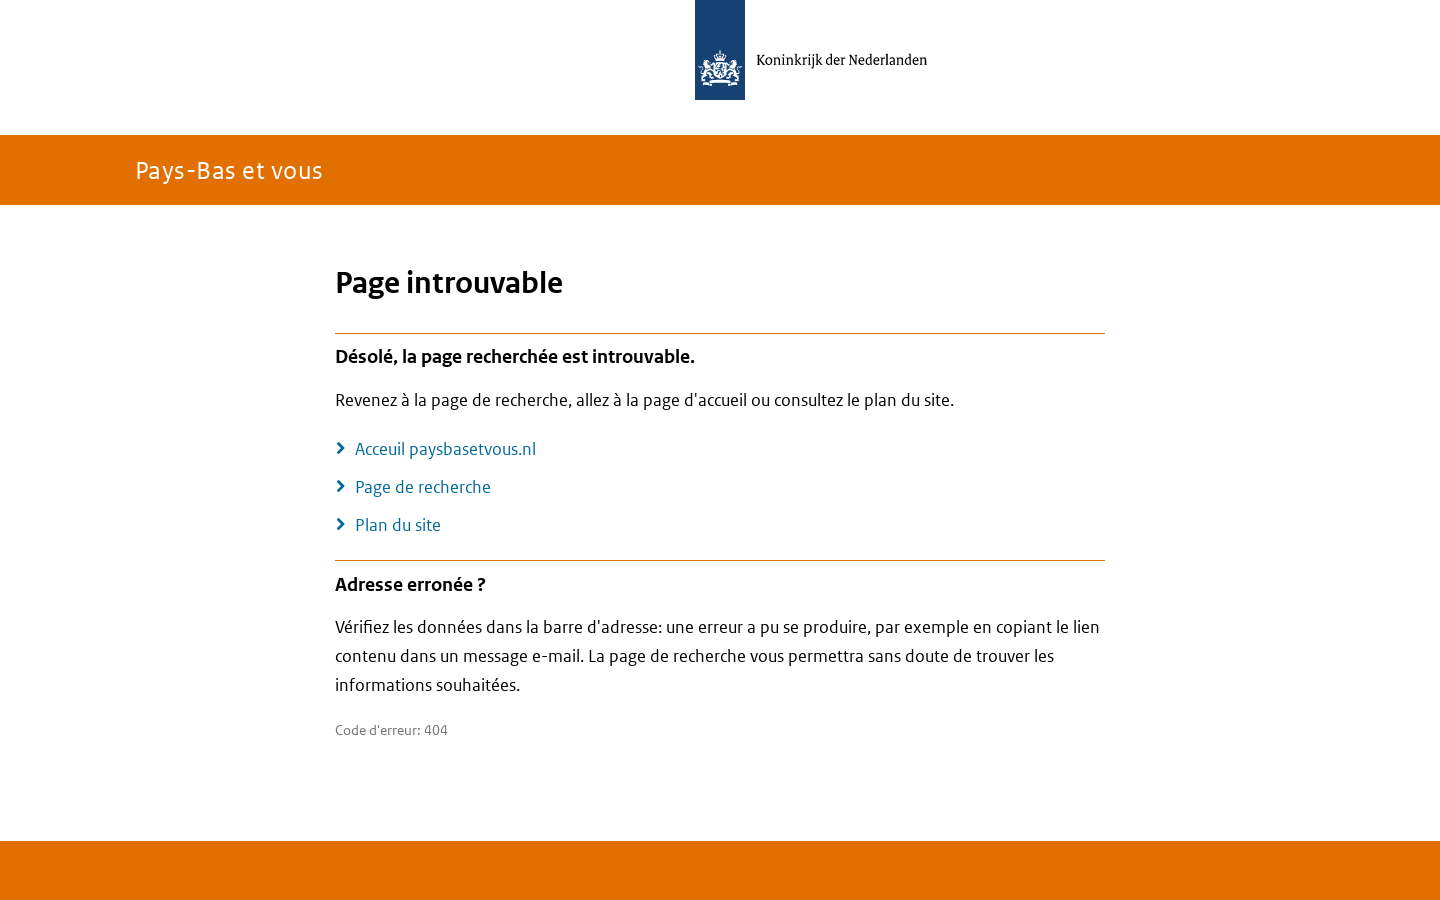 Koninkrijk der Nederlanden
Pays-Bas et vous
Page introuvable
Désolé, la page recherchée est introuvable.
Revenez à la page de recherche, allez à la page d'accueil ou consultez le plan du site.
Acceuil paysbasetvous.nl
Page de recherche
Plan du site
Adresse erronée ?
Vérifiez les données dans la barre d'adresse: une erreur a pu se produire, par exemple en copiant le lien
contenu dans un message e-mail. La page de recherche vous permettra sans doute de trouver les
informations souhaitées.
Code d'erreur: 404